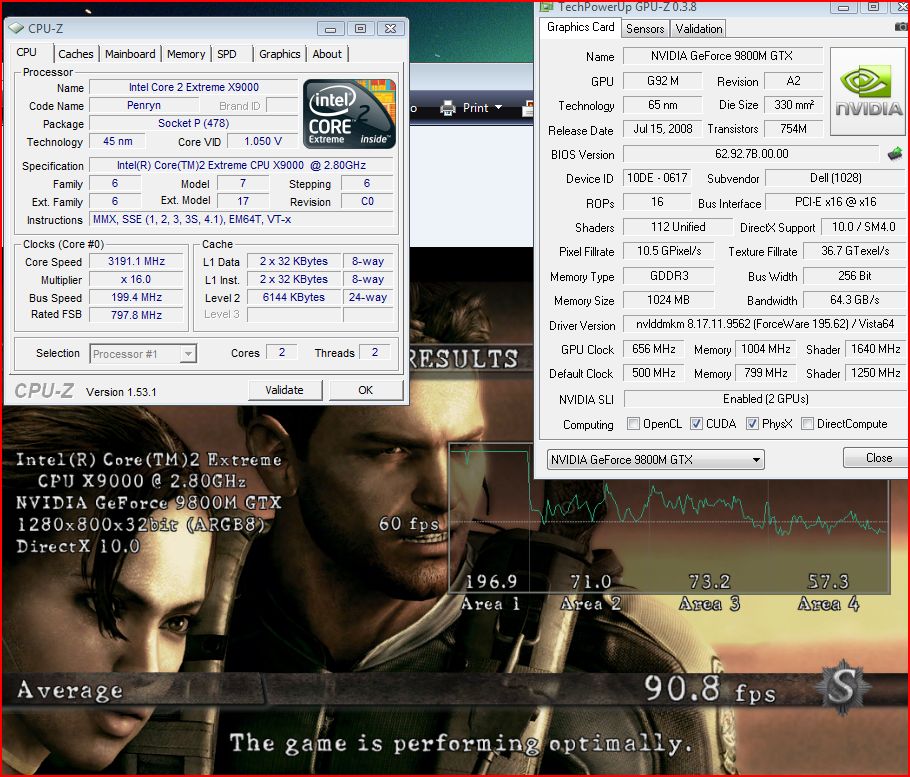 CPU-Z
CPU Caches Mainboard Memory SPD Graphics About
Processor
Name Intel Core 2 Extreme X9000
Code Name Penryn Brand ID
Package Socket P (478)
Technology 45 nm Core VID 1.050 V
intel CORE 2 Extreme inside™
Specification Intel(R) Core(TM)2 Extreme CPU X9000 @ 2.80GHz
Family 6 Model 7 Stepping 6
Ext. Family 6 Ext. Model 17 Revision C0
Instructions MMX, SSE (1, 2, 3, 3S, 4.1), EM64T, VT-x
Clocks (Core #0)
Core Speed 3191.1 MHz
Multiplier x 16.0
Bus Speed 199.4 MHz
Rated FSB 797.8 MHz
Cache
L1 Data 2 x 32 KBytes 8-way
L1 Inst. 2 x 32 KBytes 8-way
Level 2 6144 KBytes 24-way
Level 3
Selection Processor #1 Cores 2 Threads 2
CPU-Z Version 1.53.1 Validate OK
Print
TechPowerUp GPU-Z 0.3.8
Graphics Card Sensors Validation
Name NVIDIA GeForce 9800M GTX
GPU G92 M Revision A2
Technology 65 nm Die Size 330 mm²
Release Date Jul 15, 2008 Transistors 754M
NVIDIA
BIOS Version 62.92.7B.00.00
Device ID 10DE - 0617 Subvendor Dell (1028)
ROPs 16 Bus Interface PCI-E x16 @ x16
Shaders 112 Unified DirectX Support 10.0 / SM4.0
Pixel Fillrate 10.5 GPixel/s Texture Fillrate 36.7 GTexel/s
Memory Type GDDR3 Bus Width 256 Bit
Memory Size 1024 MB Bandwidth 64.3 GB/s
Driver Version nvlddmkm 8.17.11.9562 (ForceWare 195.62) / Vista64
GPU Clock 656 MHz Memory 1004 MHz Shader 1640 MHz
Default Clock 500 MHz Memory 799 MHz Shader 1250 MHz
NVIDIA SLI Enabled (2 GPUs)
Computing OpenCL CUDA PhysX DirectCompute
NVIDIA GeForce 9800M GTX Close
RESULTS
Intel(R) Core(TM)2 Extreme
CPU X9000 @ 2.80GHz
NVIDIA GeForce 9800M GTX
1280x800x32bit (ARGB8)
DirectX 10.0
60 fps
196.9 71.0 73.2 57.3
Area 1 Area 2 Area 3 Area 4
Average 90.8 fps S
The game is performing optimally.